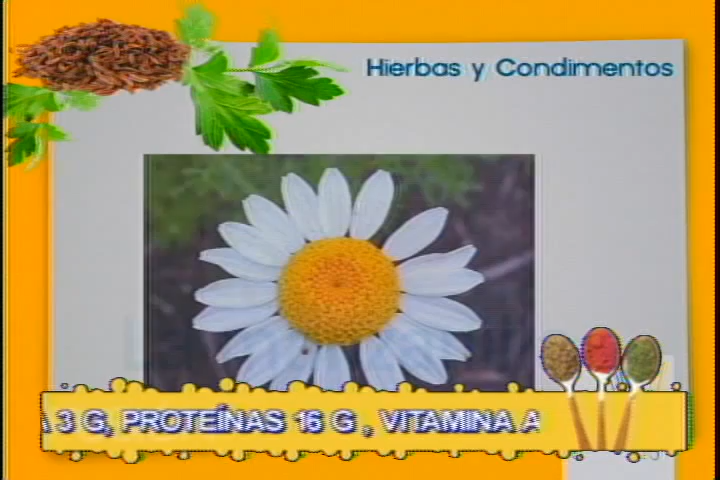 Hierbas y Condimentos
A 3 G, PROTEÍNAS 16 G , VITAMINA A